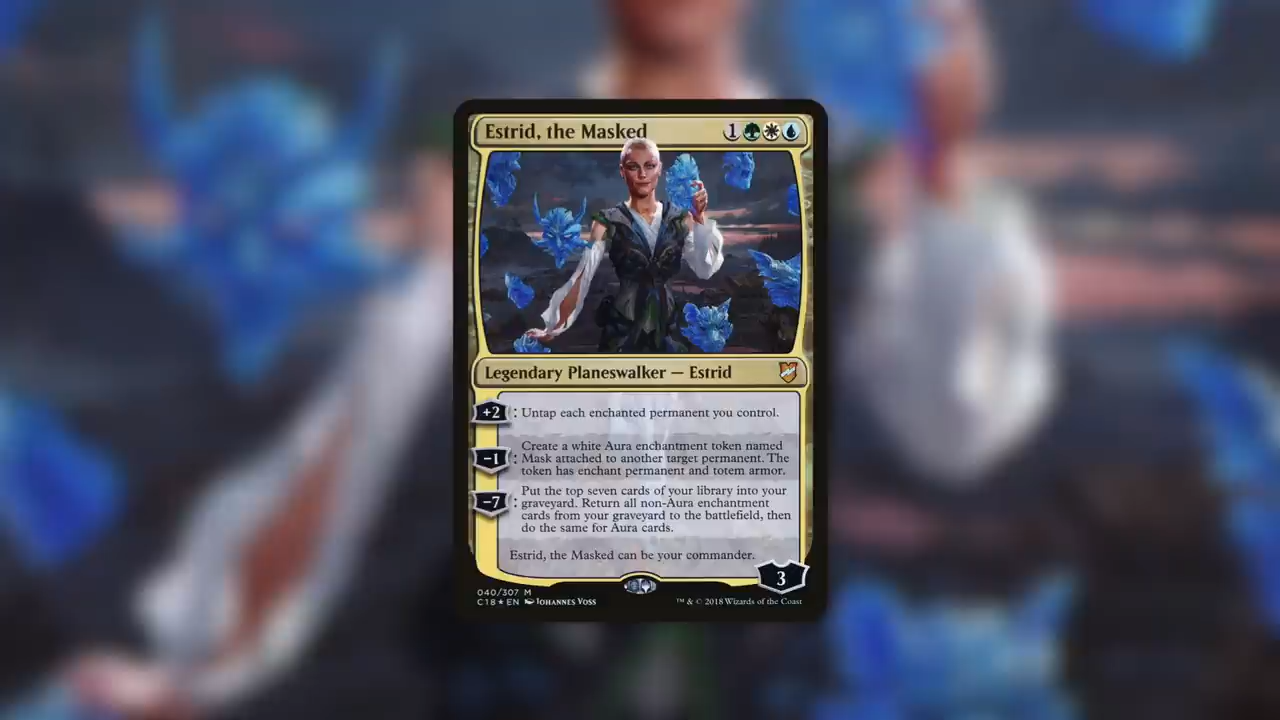 Estrid, the Masked 1
Legendary Planeswalker — Estrid
+2 : Untap each enchanted permanent you control.
Create a white Aura enchantment token named
-1 : Mask attached to another target permanent. The
token has enchant permanent and totem armor.
Put the top seven cards of your library into your
-7 : graveyard. Return all non-Aura enchantment
cards from your graveyard to the battlefield, then
do the same for Aura cards.
Estrid, the Masked can be your commander.
3
040/307 M
C18★EN Johannes Voss
™ & © 2018 Wizards of the Coast